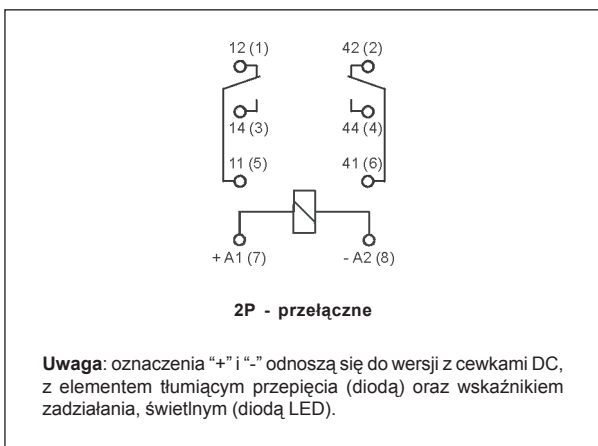 12 (1) 42 (2)
14 (3) 44 (4)
11 (5) 41 (6)
+ A1 (7) - A2 (8)
2P - przełączne
Uwaga: oznaczenia “+” i “-” odnoszą się do wersji z cewkami DC,
z elementem tłumiącym przepięcia (diodą) oraz wskaźnikiem
zadziałania, świetlnym (diodą LED).